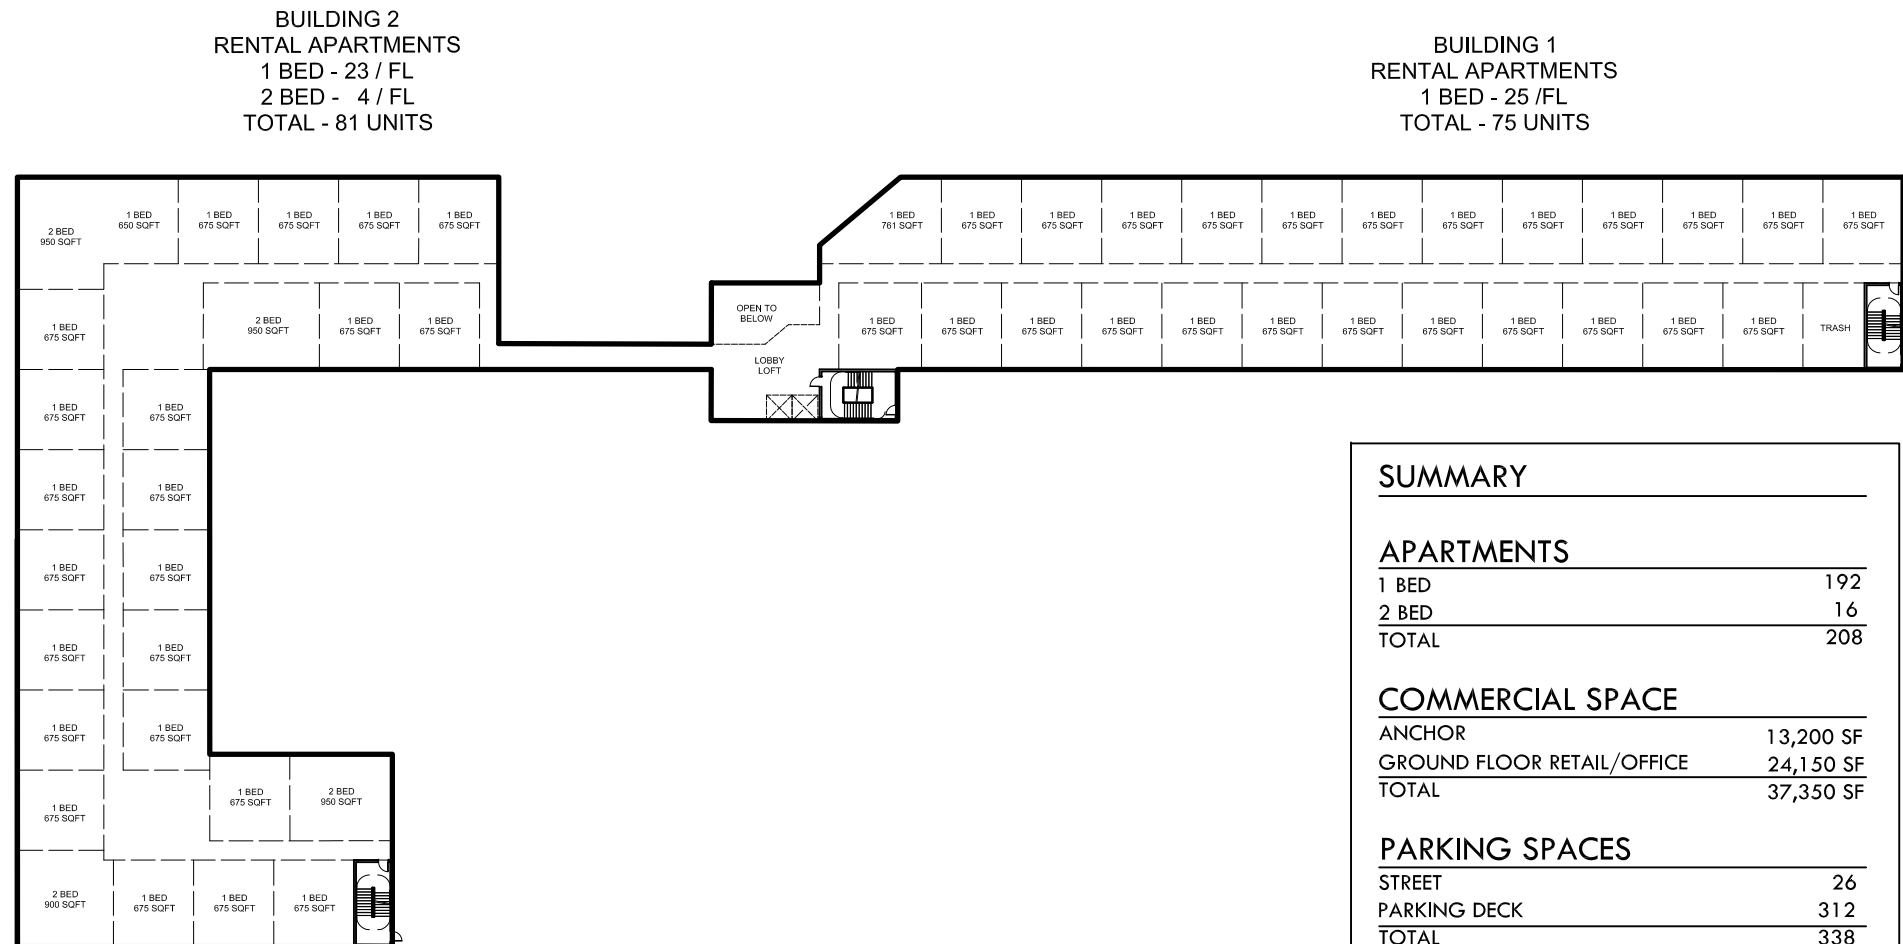 BUILDING 2
RENTAL APARTMENTS
1 BED - 23 / FL
2 BED - 4 / FL
TOTAL - 81 UNITS
BUILDING 1
RENTAL APARTMENTS
1 BED - 25 /FL
TOTAL - 75 UNITS
2 BED
950 SQFT
1 BED
650 SQFT
1 BED
675 SQFT
1 BED
675 SQFT
1 BED
675 SQFT
1 BED
675 SQFT
1 BED
675 SQFT
2 BED
950 SQFT
1 BED
675 SQFT
1 BED
675 SQFT
1 BED
675 SQFT
1 BED
675 SQFT
1 BED
675 SQFT
1 BED
675 SQFT
1 BED
675 SQFT
1 BED
675 SQFT
1 BED
675 SQFT
1 BED
675 SQFT
1 BED
675 SQFT
1 BED
675 SQFT
1 BED
675 SQFT
1 BED
675 SQFT
2 BED
950 SQFT
2 BED
900 SQFT
1 BED
675 SQFT
1 BED
675 SQFT
1 BED
675 SQFT
OPEN TO
BELOW
LOBBY
LOFT
1 BED
761 SQFT
1 BED
675 SQFT
1 BED
675 SQFT
1 BED
675 SQFT
1 BED
675 SQFT
1 BED
675 SQFT
1 BED
675 SQFT
1 BED
675 SQFT
1 BED
675 SQFT
1 BED
675 SQFT
1 BED
675 SQFT
1 BED
675 SQFT
1 BED
675 SQFT
1 BED
675 SQFT
1 BED
675 SQFT
1 BED
675 SQFT
1 BED
675 SQFT
1 BED
675 SQFT
1 BED
675 SQFT
1 BED
675 SQFT
1 BED
675 SQFT
1 BED
675 SQFT
1 BED
675 SQFT
1 BED
675 SQFT
1 BED
675 SQFT
TRASH
SUMMARY
APARTMENTS
1 BED 192
2 BED 16
TOTAL 208
COMMERCIAL SPACE
ANCHOR 13,200 SF
GROUND FLOOR RETAIL/OFFICE 24,150 SF
TOTAL 37,350 SF
PARKING SPACES
STREET 26
PARKING DECK 312
TOTAL 338